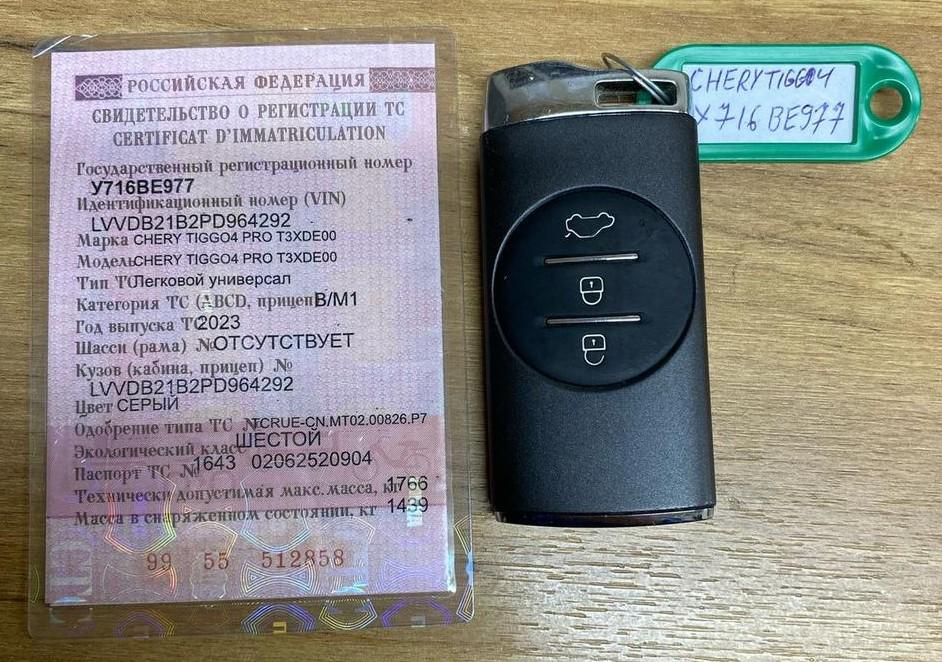 РОССИЙСКАЯ ФЕДЕРАЦИЯ
СВИДЕТЕЛЬСТВО О РЕГИСТРАЦИИ ТС
CERTIFICAT D'IMMATRICULATION
Государственный регистрационный номер
У716ВЕ977
Идентификационный номер (VIN)
LVVDB21B2PD964292
Марка CHERY TIGGO4 PRO T3XDE00
Модель CHERY TIGGO4 PRO T3XDE00
Тип ТС Легковой универсал
Категория ТС (ABCD, прицеп) B/M1
Год выпуска ТС 2023
Шасси (рама) № ОТСУТСТВУЕТ
Кузов (кабина, прицеп) №
LVVDB21B2PD964292
Цвет СЕРЫЙ
Одобрение типа ТС № TCRUE-CN.MT02.00826.P7
Экологический класс ШЕСТОЙ
Паспорт ТС № 1643 02062520904
Технически допустимая макс. масса, кг 1766
Масса в снаряженном состоянии, кг 1439
99 55 512858
CHERY TIGGO4
У716ВЕ977